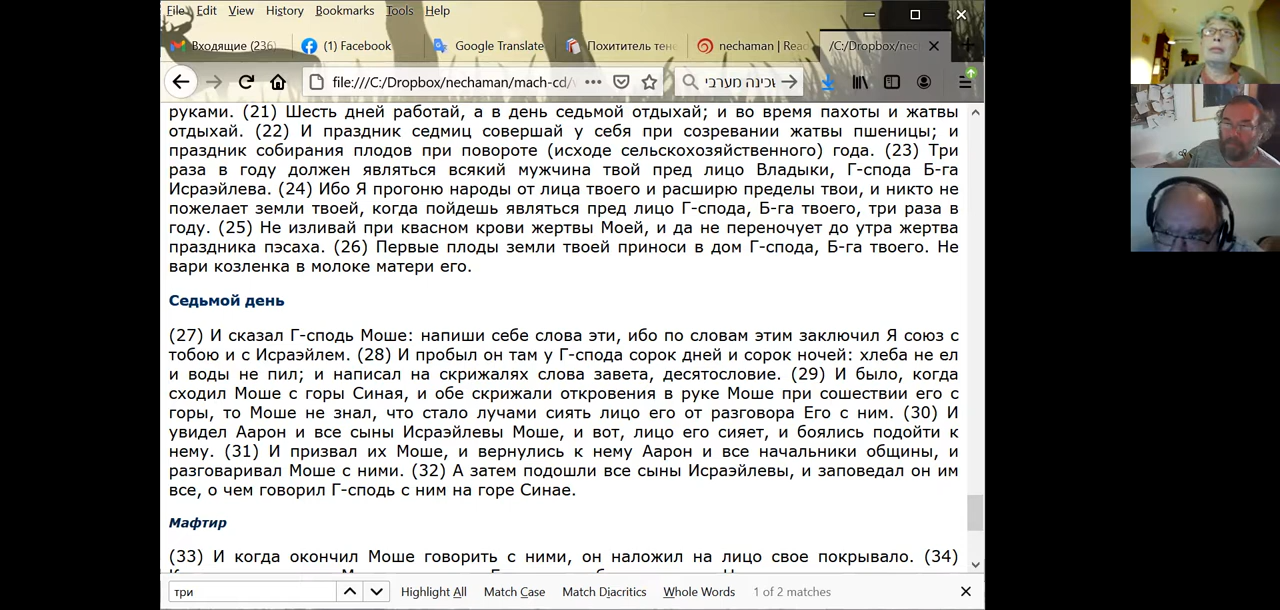 File Edit View History Bookmarks Tools Help
Входящие (236)
(1) Facebook
Google Translate
Похититель тене
nechaman | Rea
/C:/Dropbox/nec
file:///C:/Dropbox/nechaman/mach-cd/
שכינה מערבי
руками. (21) Шесть дней работай, а в день седьмой отдыхай; и во время пахоты и жатвы
отдыхай. (22) И праздник седмиц совершай у себя при созревании жатвы пшеницы; и
праздник собирания плодов при повороте (исходе сельскохозяйственного) года. (23) Три
раза в году должен являться всякий мужчина твой пред лицо Владыки, Г-спода Б-га
Исраэйлева. (24) Ибо Я прогоню народы от лица твоего и расширю пределы твои, и никто не
пожелает земли твоей, когда пойдешь являться пред лицо Г-спода, Б-га твоего, три раза в
году. (25) Не изливай при квасном крови жертвы Моей, и да не переночует до утра жертва
праздника пэсаха. (26) Первые плоды земли твоей приноси в дом Г-спода, Б-га твоего. Не
вари козленка в молоке матери его.
Седьмой день
(27) И сказал Г-сподь Моше: напиши себе слова эти, ибо по словам этим заключил Я союз с
тобою и с Исраэйлем. (28) И пробыл он там у Г-спода сорок дней и сорок ночей: хлеба не ел
и воды не пил; и написал на скрижалях слова завета, десятословие. (29) И было, когда
сходил Моше с горы Синая, и обе скрижали откровения в руке Моше при сошествии его с
горы, то Моше не знал, что стало лучами сиять лицо его от разговора Его с ним. (30) И
увидел Аарон и все сыны Исраэйлевы Моше, и вот, лицо его сияет, и боялись подойти к
нему. (31) И призвал их Моше, и вернулись к нему Аарон и все начальники общины, и
разговаривал Моше с ними. (32) А затем подошли все сыны Исраэйлевы, и заповедал он им
все, о чем говорил Г-сподь с ним на горе Синае.
Мафтир
(33) И когда окончил Моше говорить с ними, он наложил на лицо свое покрывало. (34)
три
Highlight All Match Case Match Diacritics Whole Words 1 of 2 matches